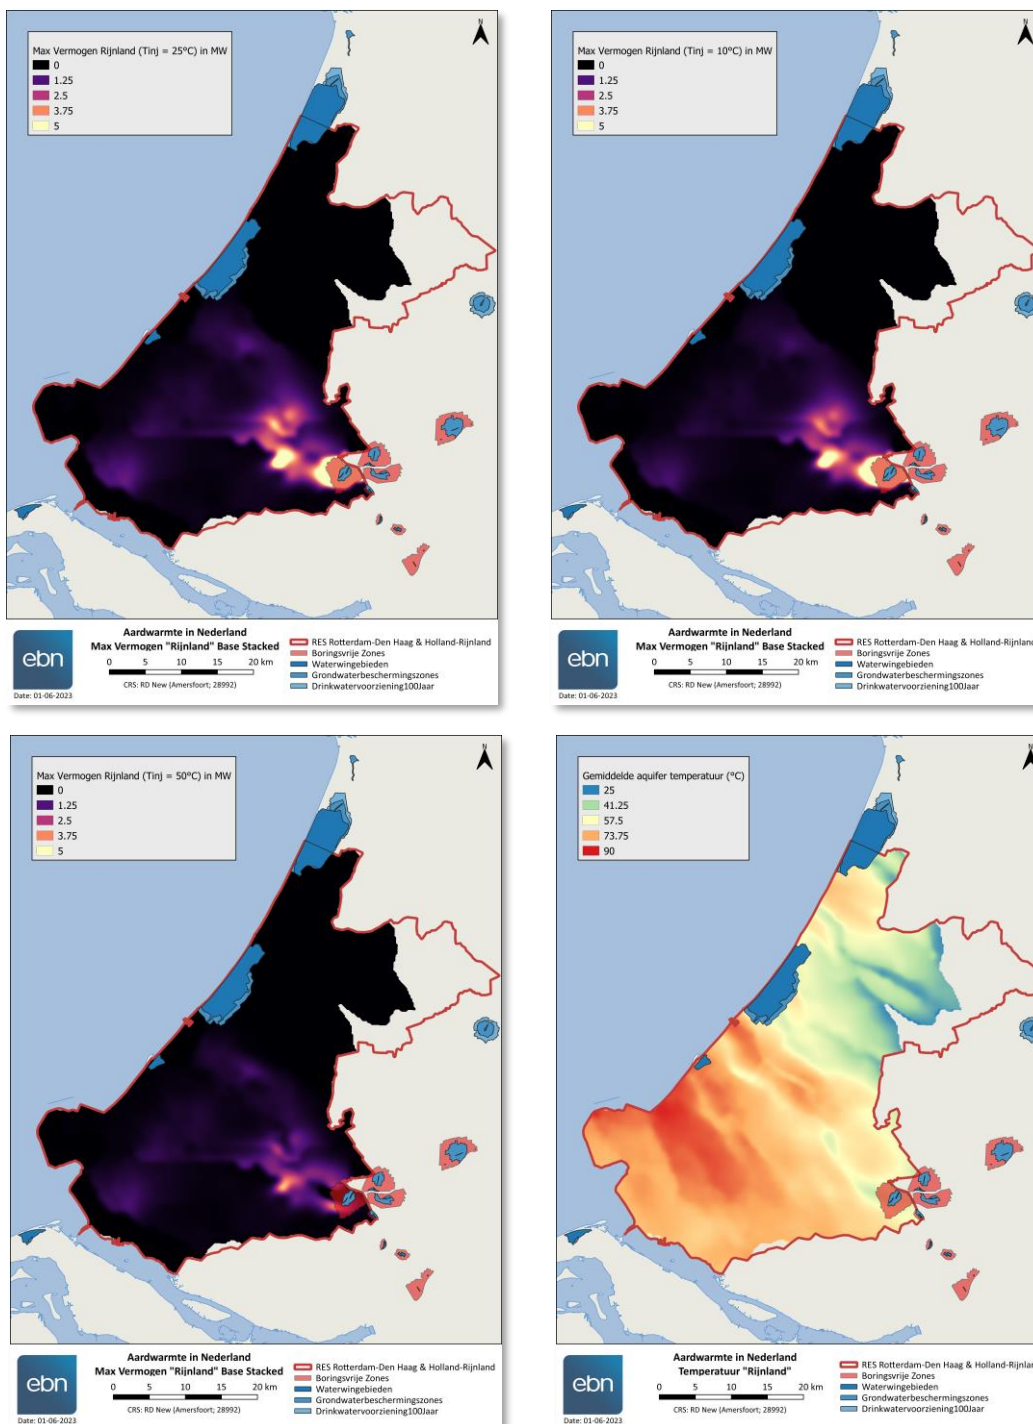 N
Max Vermogen Rijnland (Tinj = 25°C) in MW
0
1.25
2.5
3.75
5
ebn
Date: 01-06-2023
Aardwarmte in Nederland
Max Vermogen "Rijnland" Base Stacked
0 5 10 15 20 km
CRS: RD New (Amersfoort; 28992)
RES Rotterdam-Den Haag & Holland-Rijnland
Boringsvrije Zones
Waterwingebieden
Grondwaterbeschermingszones
Drinkwatervoorziening100Jaar
N
Max Vermogen Rijnland (Tinj = 10°C) in MW
0
1.25
2.5
3.75
5
ebn
Date: 01-06-2023
Aardwarmte in Nederland
Max Vermogen "Rijnland" Base Stacked
0 5 10 15 20 km
CRS: RD New (Amersfoort; 28992)
RES Rotterdam-Den Haag & Holland-Rijnland
Boringsvrije Zones
Waterwingebieden
Grondwaterbeschermingszones
Drinkwatervoorziening100Jaar
N
Max Vermogen Rijnland (Tinj = 50°C) in MW
0
1.25
2.5
3.75
5
ebn
Date: 01-06-2023
Aardwarmte in Nederland
Max Vermogen "Rijnland" Base Stacked
0 5 10 15 20 km
CRS: RD New (Amersfoort; 28992)
RES Rotterdam-Den Haag & Holland-Rijnland
Boringsvrije Zones
Waterwingebieden
Grondwaterbeschermingszones
Drinkwatervoorziening100Jaar
N
Gemiddelde aquifer temperatuur (°C)
25
41.25
57.5
73.75
90
ebn
Date: 01-06-2023
Aardwarmte in Nederland
Temperatuur "Rijnland"
0 5 10 15 20 km
CRS: RD New (Amersfoort; 28992)
RES Rotterdam-Den Haag & Holland-Rijnlan
Boringsvrije Zones
Waterwingebieden
Grondwaterbeschermingszones
Drinkwatervoorziening100Jaar